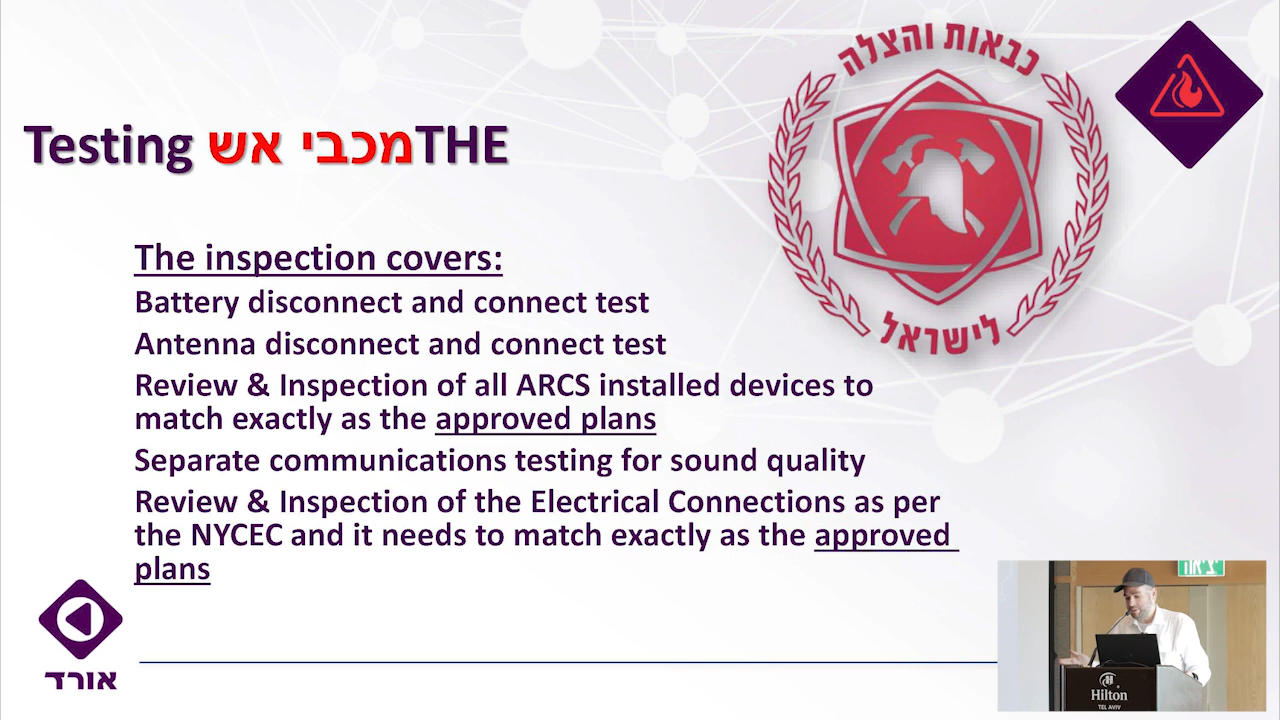 כבאות והצלה
לישראל
Testing מכבי אשTHE
The inspection covers:
Battery disconnect and connect test
Antenna disconnect and connect test
Review & Inspection of all ARCS installed devices to
match exactly as the approved plans
Separate communications testing for sound quality
Review & Inspection of the Electrical Connections as per
the NYCEC and it needs to match exactly as the approved
plans
אורד
יציאה
Hilton
TEL AVIV